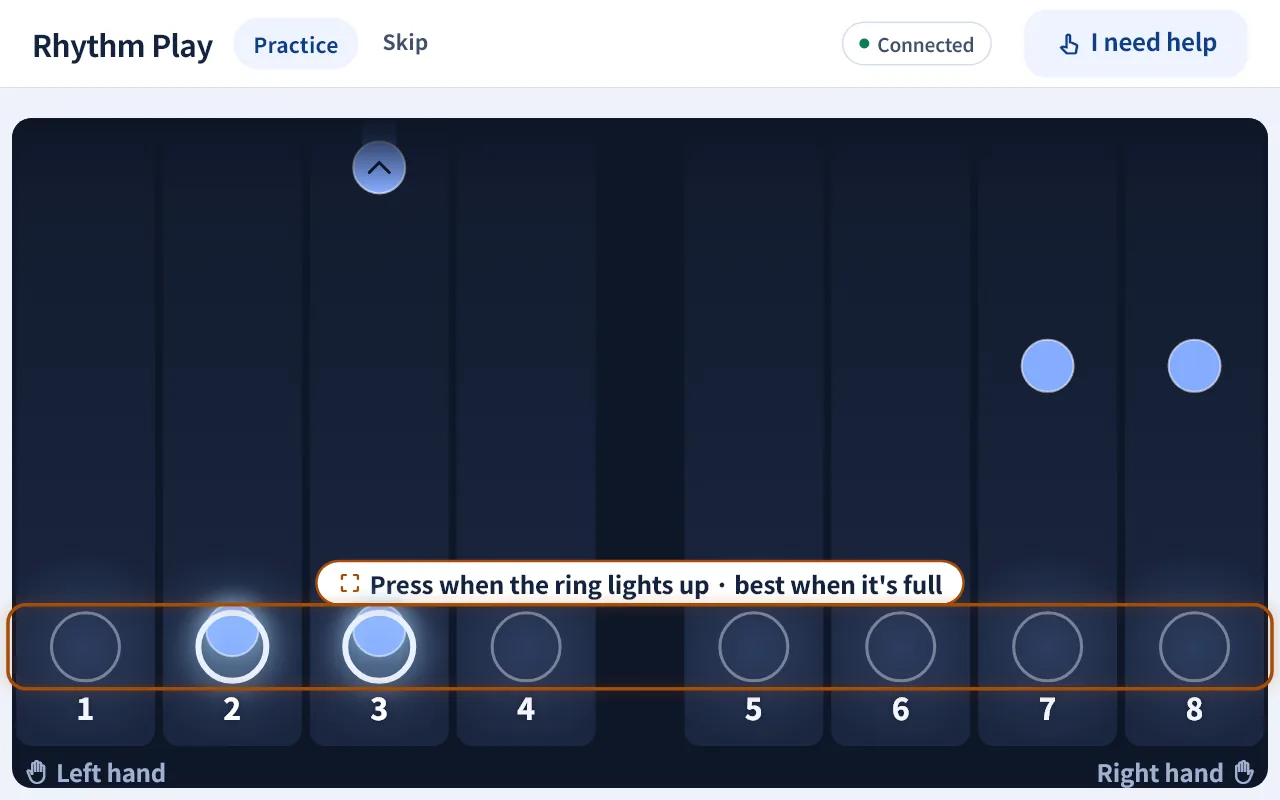 Rhythm Play
Practice
Skip
Connected
I need help
Press when the ring lights up · best when it's full
1 2 3 4 5 6 7 8
Left hand
Right hand